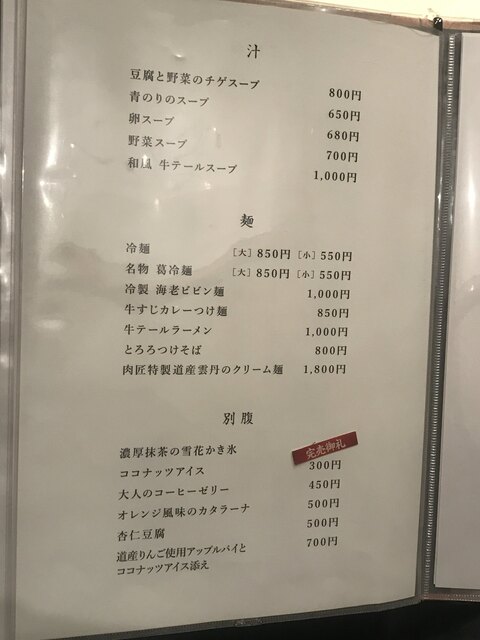 汁
豆腐と野菜のチゲスープ 800円
青のりのスープ 650円
卵スープ 680円
野菜スープ 700円
和風 牛テールスープ 1,000円
麺
冷麺 [大] 850円 [小] 550円
名物 葛冷麺 [大] 850円 [小] 550円
冷製 海老ビビン麺 1,000円
牛すじカレーつけ麺 850円
牛テールラーメン 1,000円
とろろつけそば 800円
肉匠特製道産雲丹のクリーム麺 1,800円
別腹
濃厚抹茶の雪花かき氷 完売御礼
ココナッツアイス 300円
大人のコーヒーゼリー 450円
オレンジ風味のカタラーナ 500円
杏仁豆腐 500円
道産りんご使用アップルパイと 700円
ココナッツアイス添え